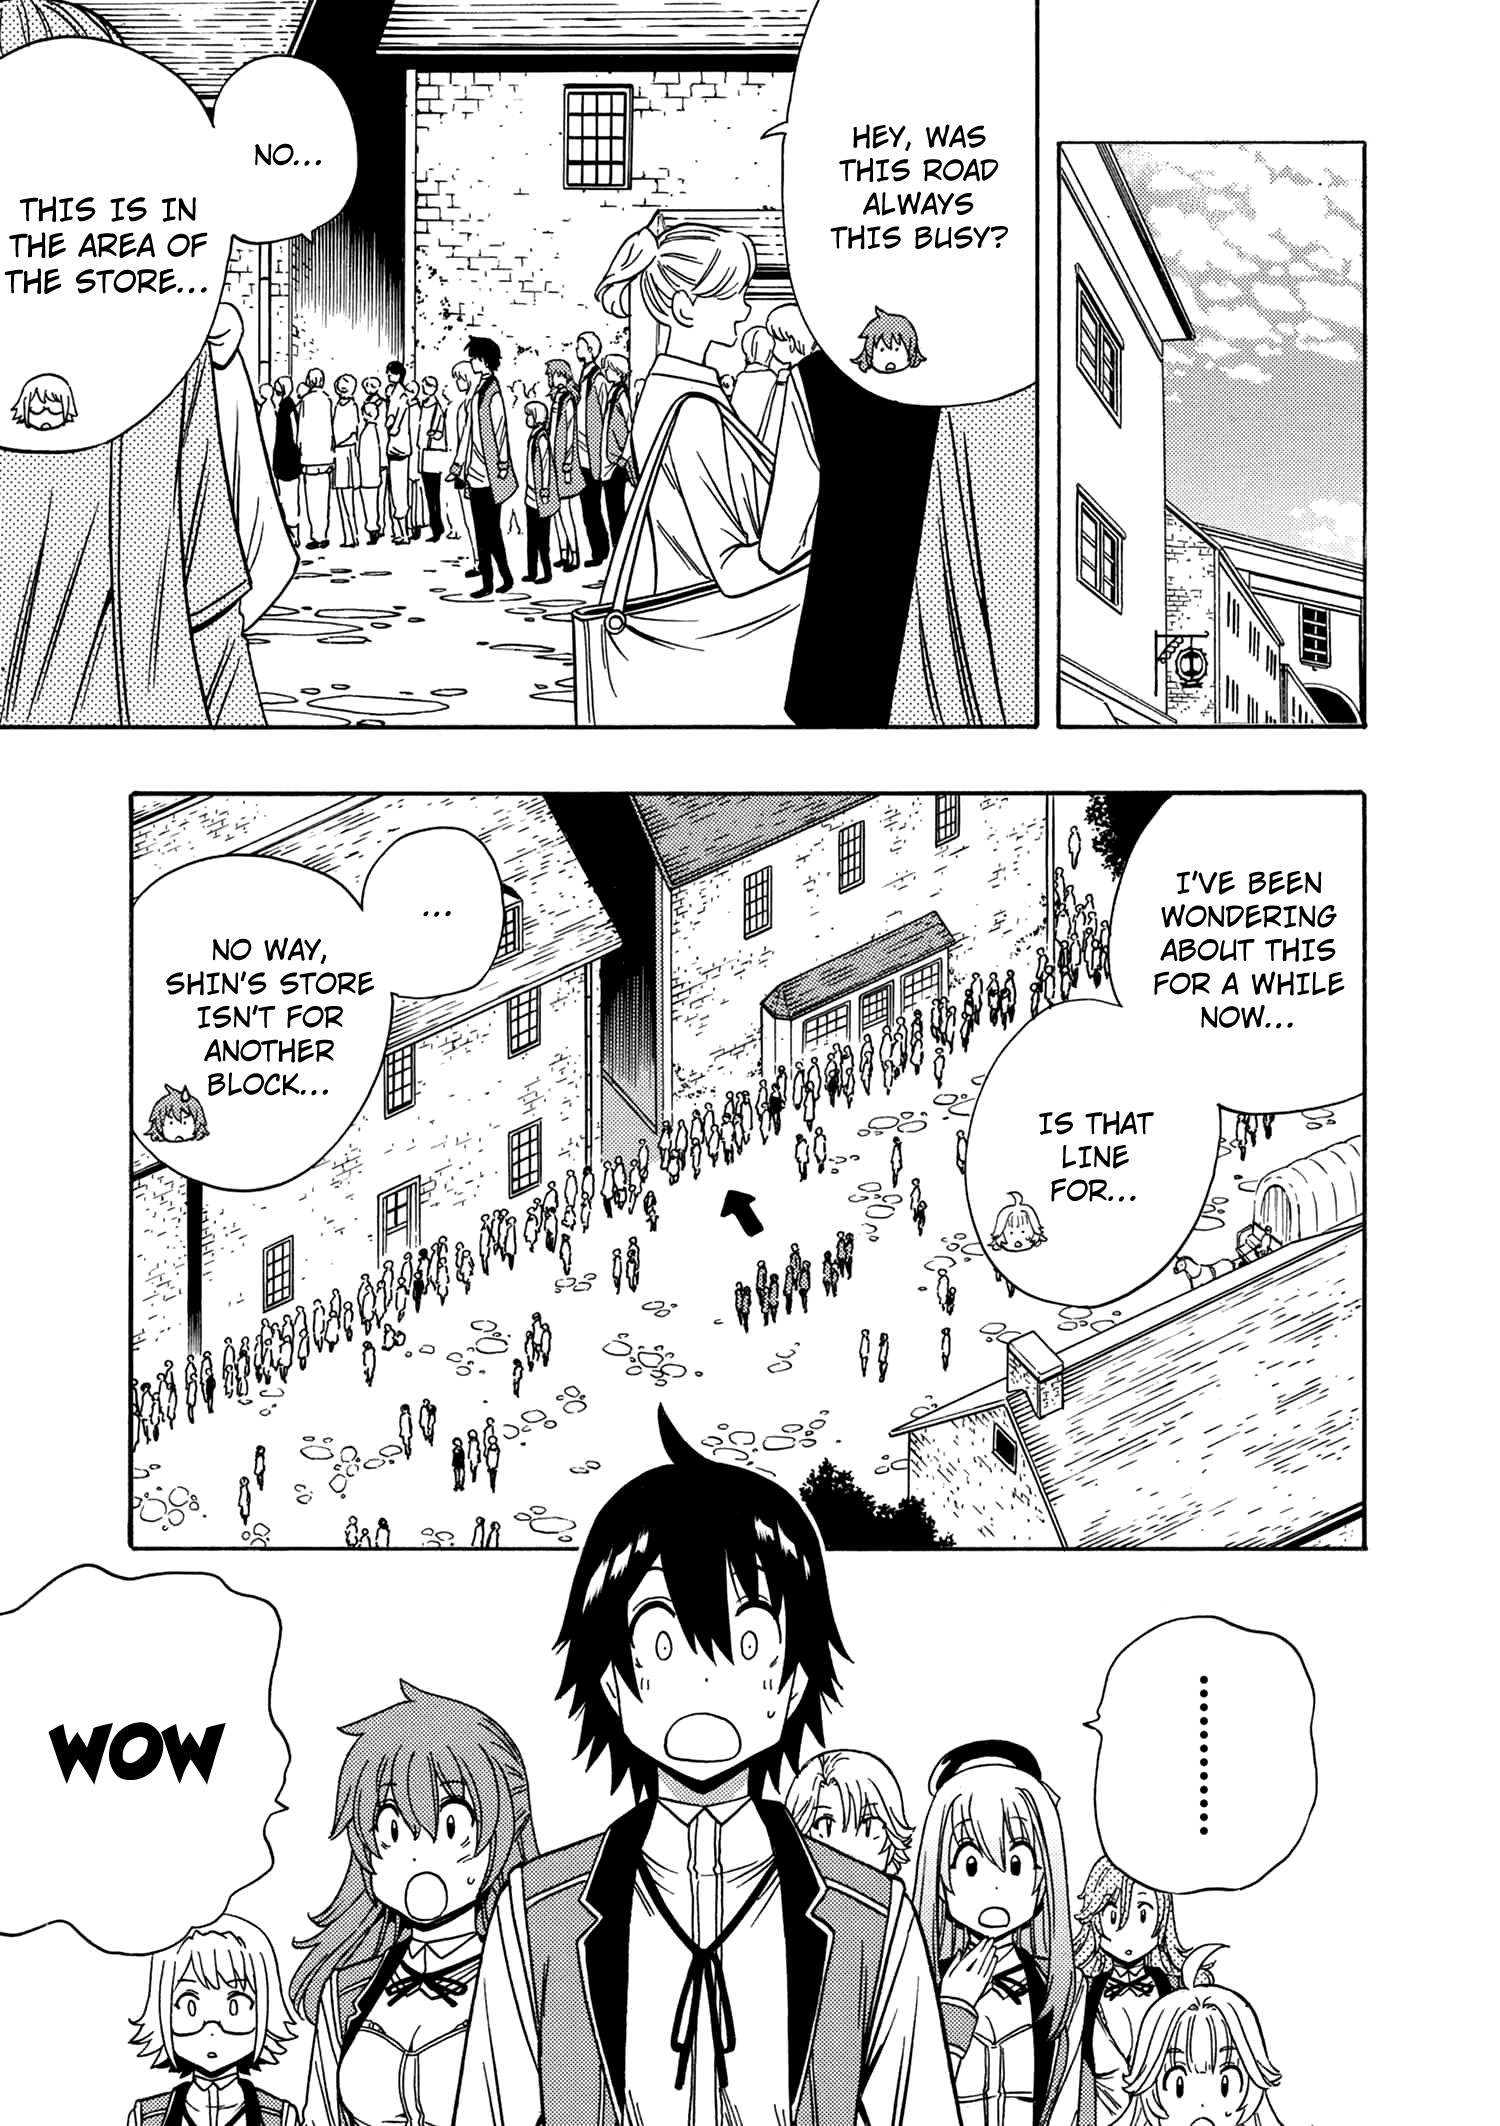 HEY, WAS
THIS ROAD
ALWAYS
THIS BUSY?
NO...
THIS IS IN
THE AREA OF
THE STORE...
I'VE BEEN
WONDERING
ABOUT THIS
FOR A WHILE
NOW...
IS THAT
LINE
FOR...
...
NO WAY,
SHIN'S STORE
ISN'T FOR
ANOTHER
BLOCK...
..........
WOW